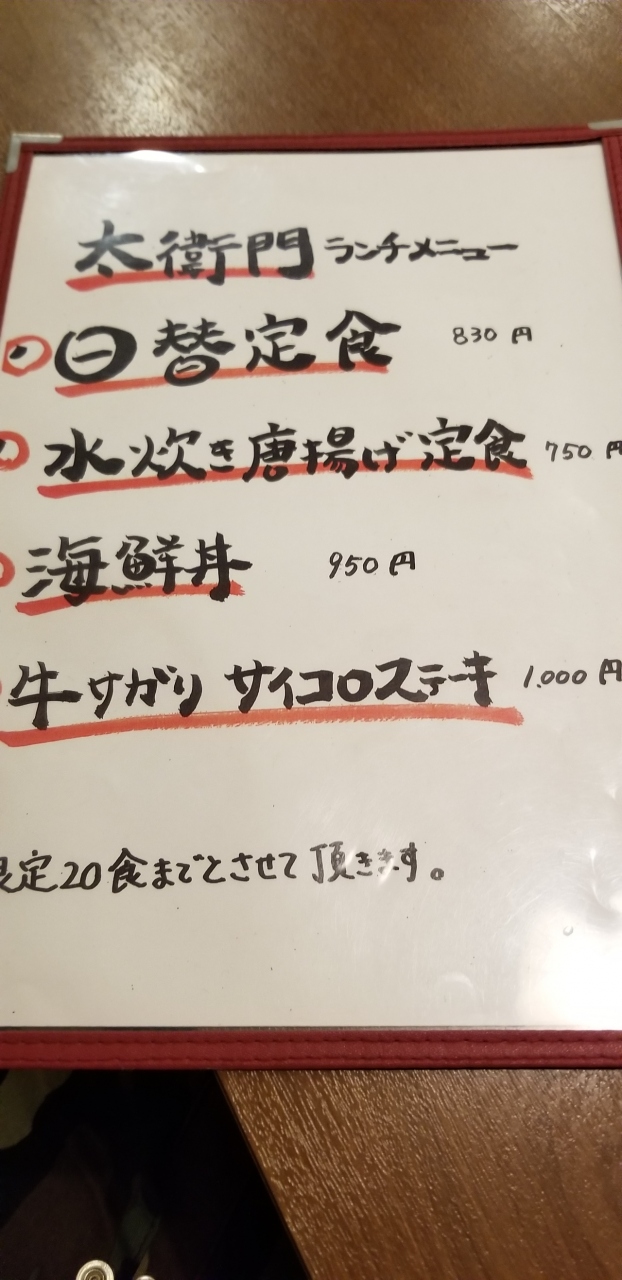 太衛門 ランチメニュー
日替定食 830円
水炊き唐揚げ定食 750円
海鮮丼 950円
牛サガリ サイコロステーキ 1.000円
限定20食までとさせて頂きます。